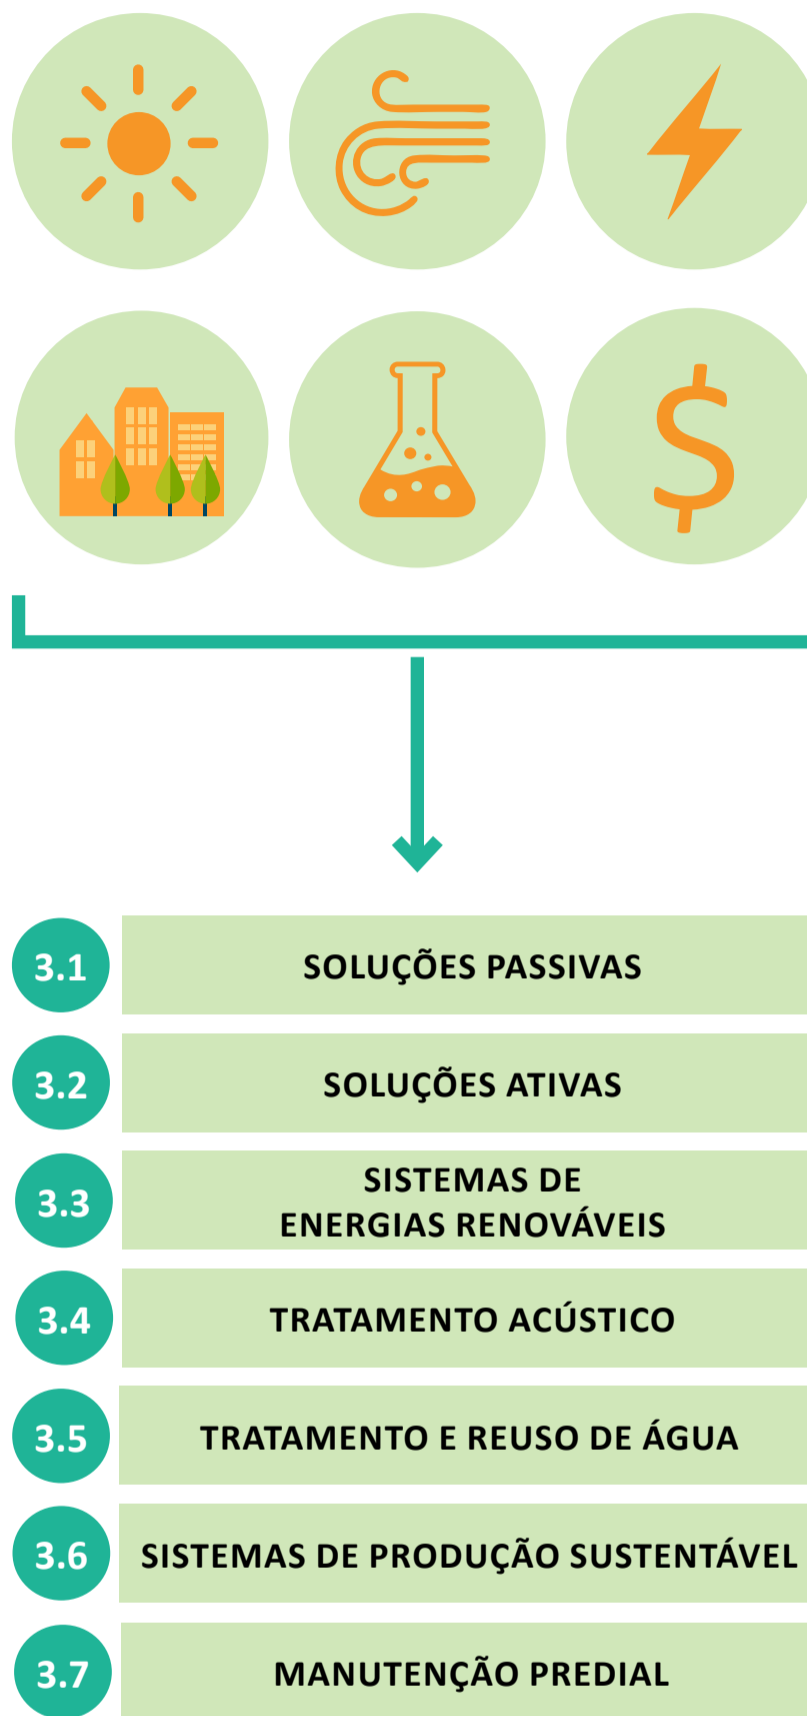 $
3.1
SOLUÇÕES PASSIVAS
3.2
SOLUÇÕES ATIVAS
3.3
SISTEMAS DE
ENERGIAS RENOVÁVEIS
3.4
TRATAMENTO ACÚSTICO
3.5
TRATAMENTO E REUSO DE ÁGUA
3.6
SISTEMAS DE PRODUÇÃO SUSTENTÁVEL
3.7
MANUTENÇÃO PREDIAL